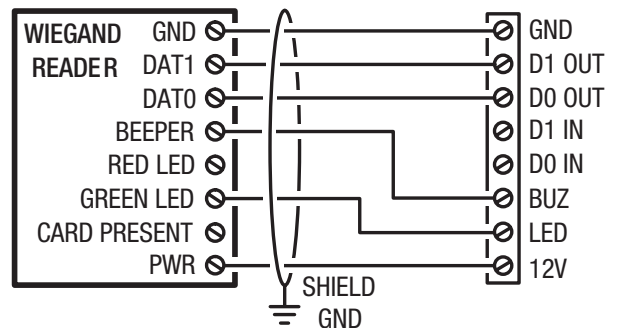 WIEGAND GND GND
READER DAT1 D1 OUT
DAT0 D0 OUT
BEEPER D1 IN
RED LED D0 IN
GREEN LED BUZ
CARD PRESENT LED
PWR 12V
SHIELD
GND